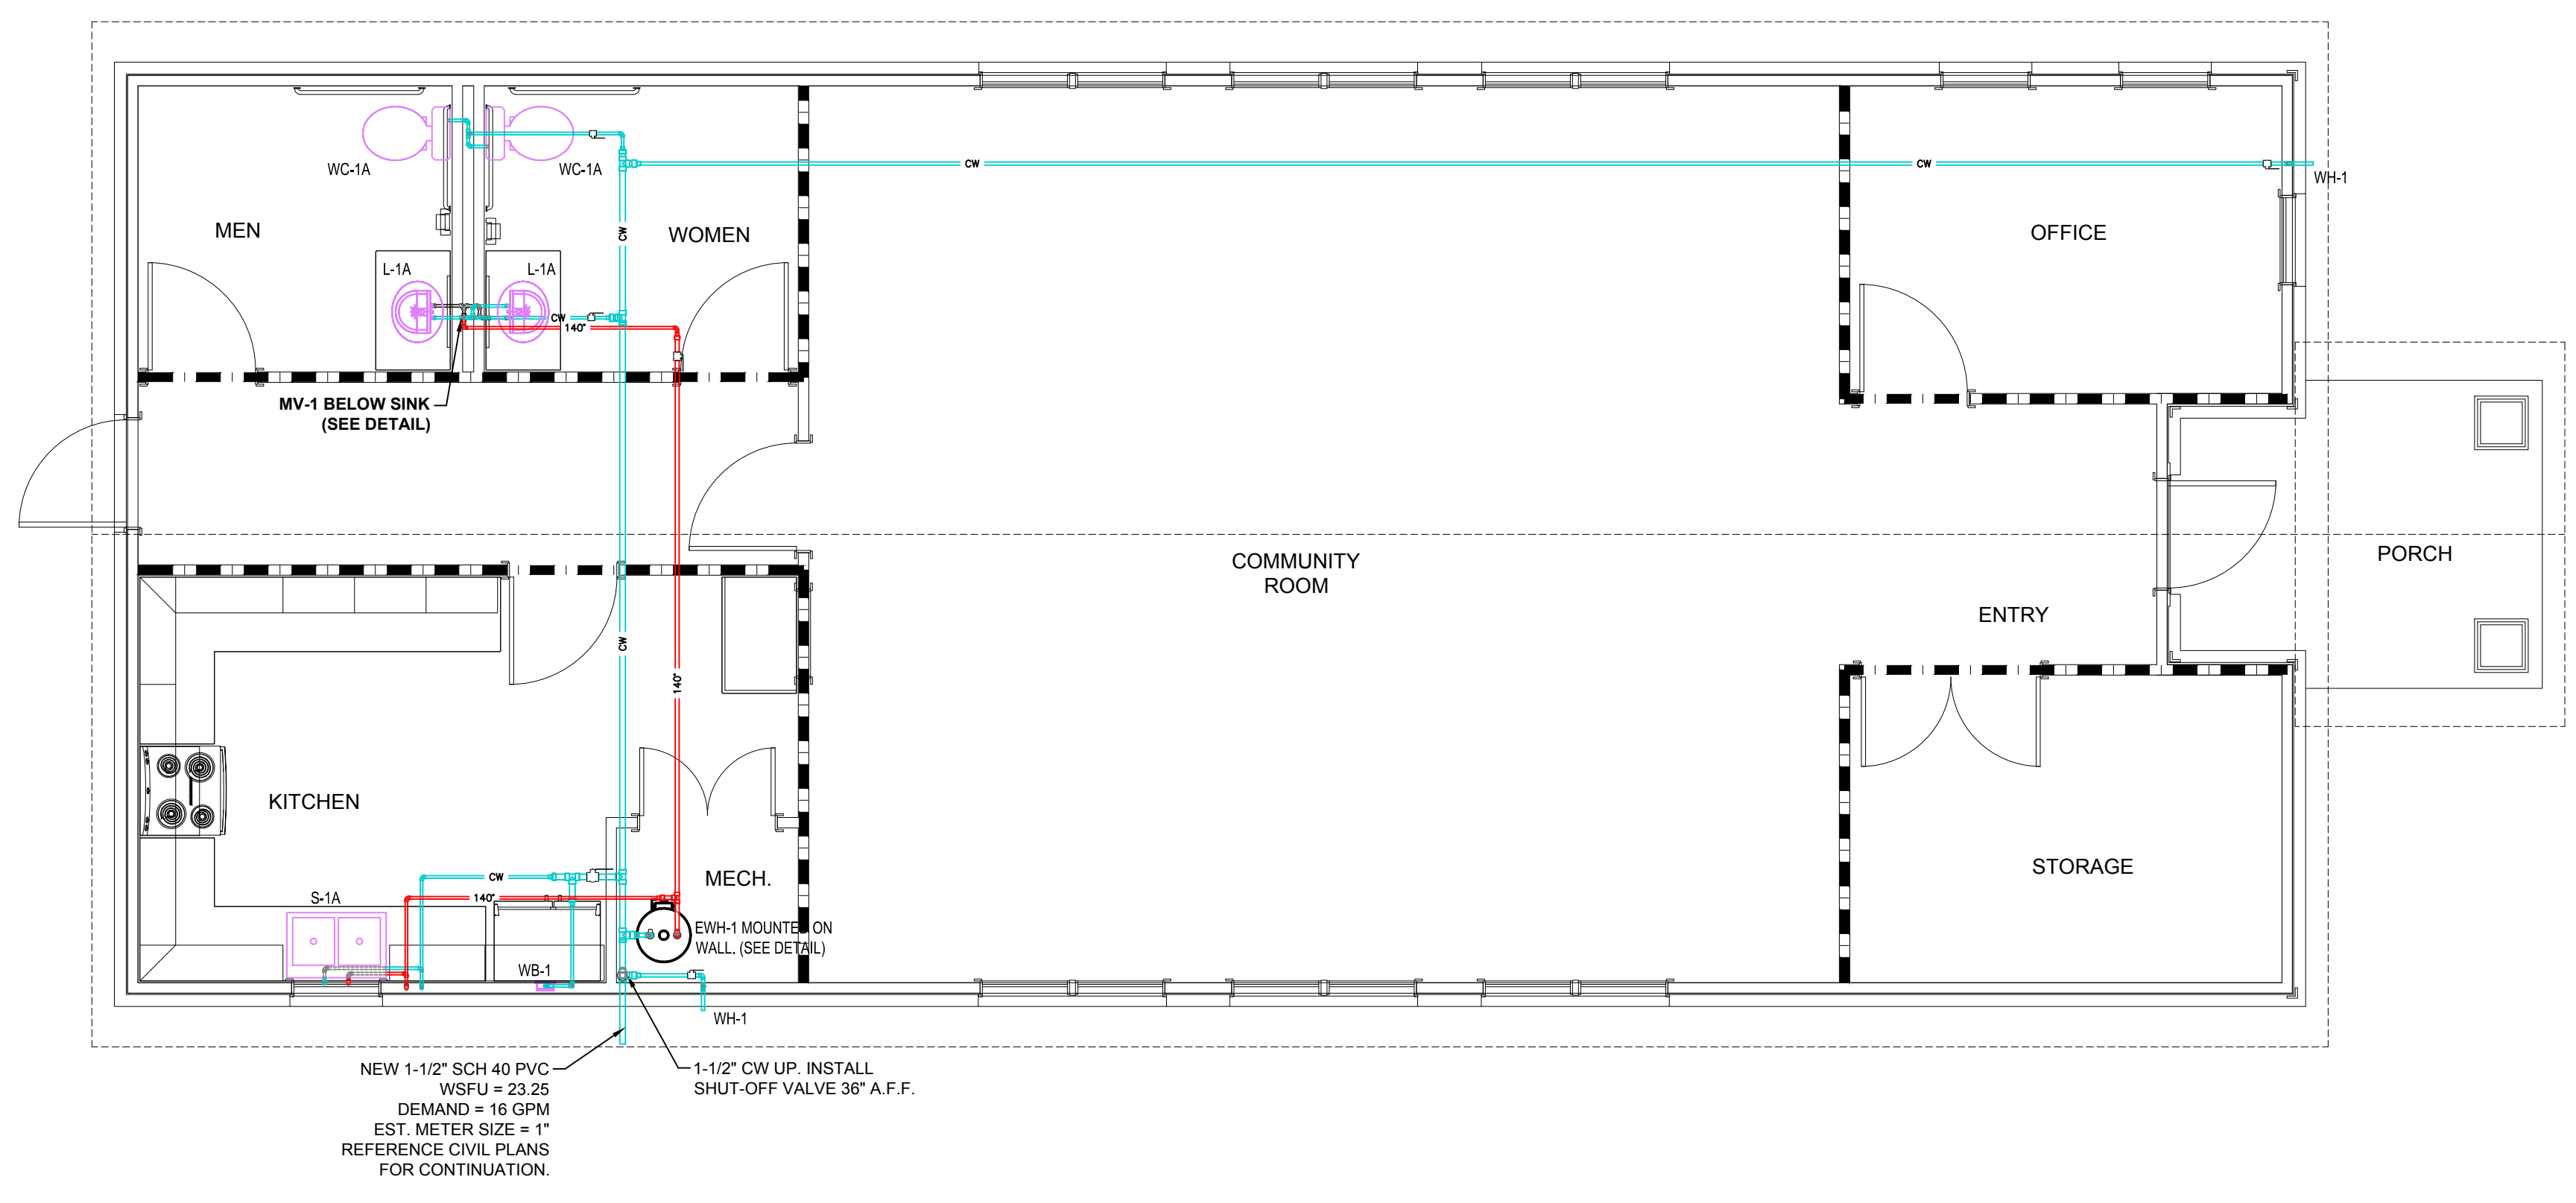 WC-1A
WC-1A
CW
CW
WH-1
MEN
CW
WOMEN
OFFICE
L-1A
L-1A
CW
140°
MV-1 BELOW SINK
(SEE DETAIL)
COMMUNITY
ROOM
PORCH
ENTRY
CW
140°
KITCHEN
CW
MECH.
STORAGE
S-1A
140°
EWH-1 MOUNTED ON
WALL. (SEE DETAIL)
WB-1
WH-1
NEW 1-1/2" SCH 40 PVC
WSFU = 23.25
DEMAND = 16 GPM
EST. METER SIZE = 1"
REFERENCE CIVIL PLANS
FOR CONTINUATION.
1-1/2" CW UP. INSTALL
SHUT-OFF VALVE 36" A.F.F.